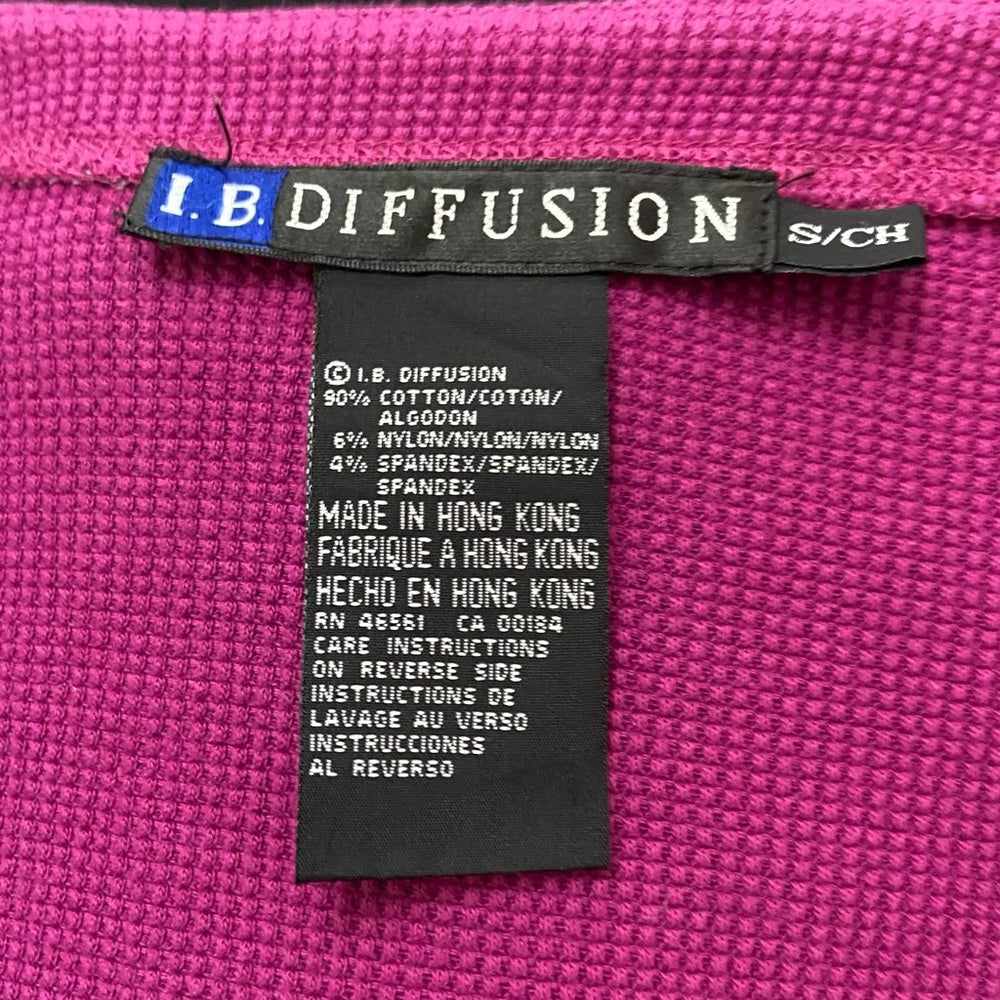 I.B. DIFFUSION S/CH
© I.B. DIFFUSION
90% COTTON/COTON/
ALGODON
6% NYLON/NYLON/NYLON
4% SPANDEX/SPANDEX/
SPANDEX
MADE IN HONG KONG
FABRIQUE A HONG KONG
HECHO EN HONG KONG
RN 46561 CA 00184
CARE INSTRUCTIONS
ON REVERSE SIDE
INSTRUCTIONS DE
LAVAGE AU VERSO
INSTRUCCIONES
AL REVERSO